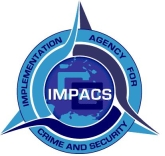 IMPLEMENTATION AGENCY FOR
IMPACS
CRIME AND SECURITY